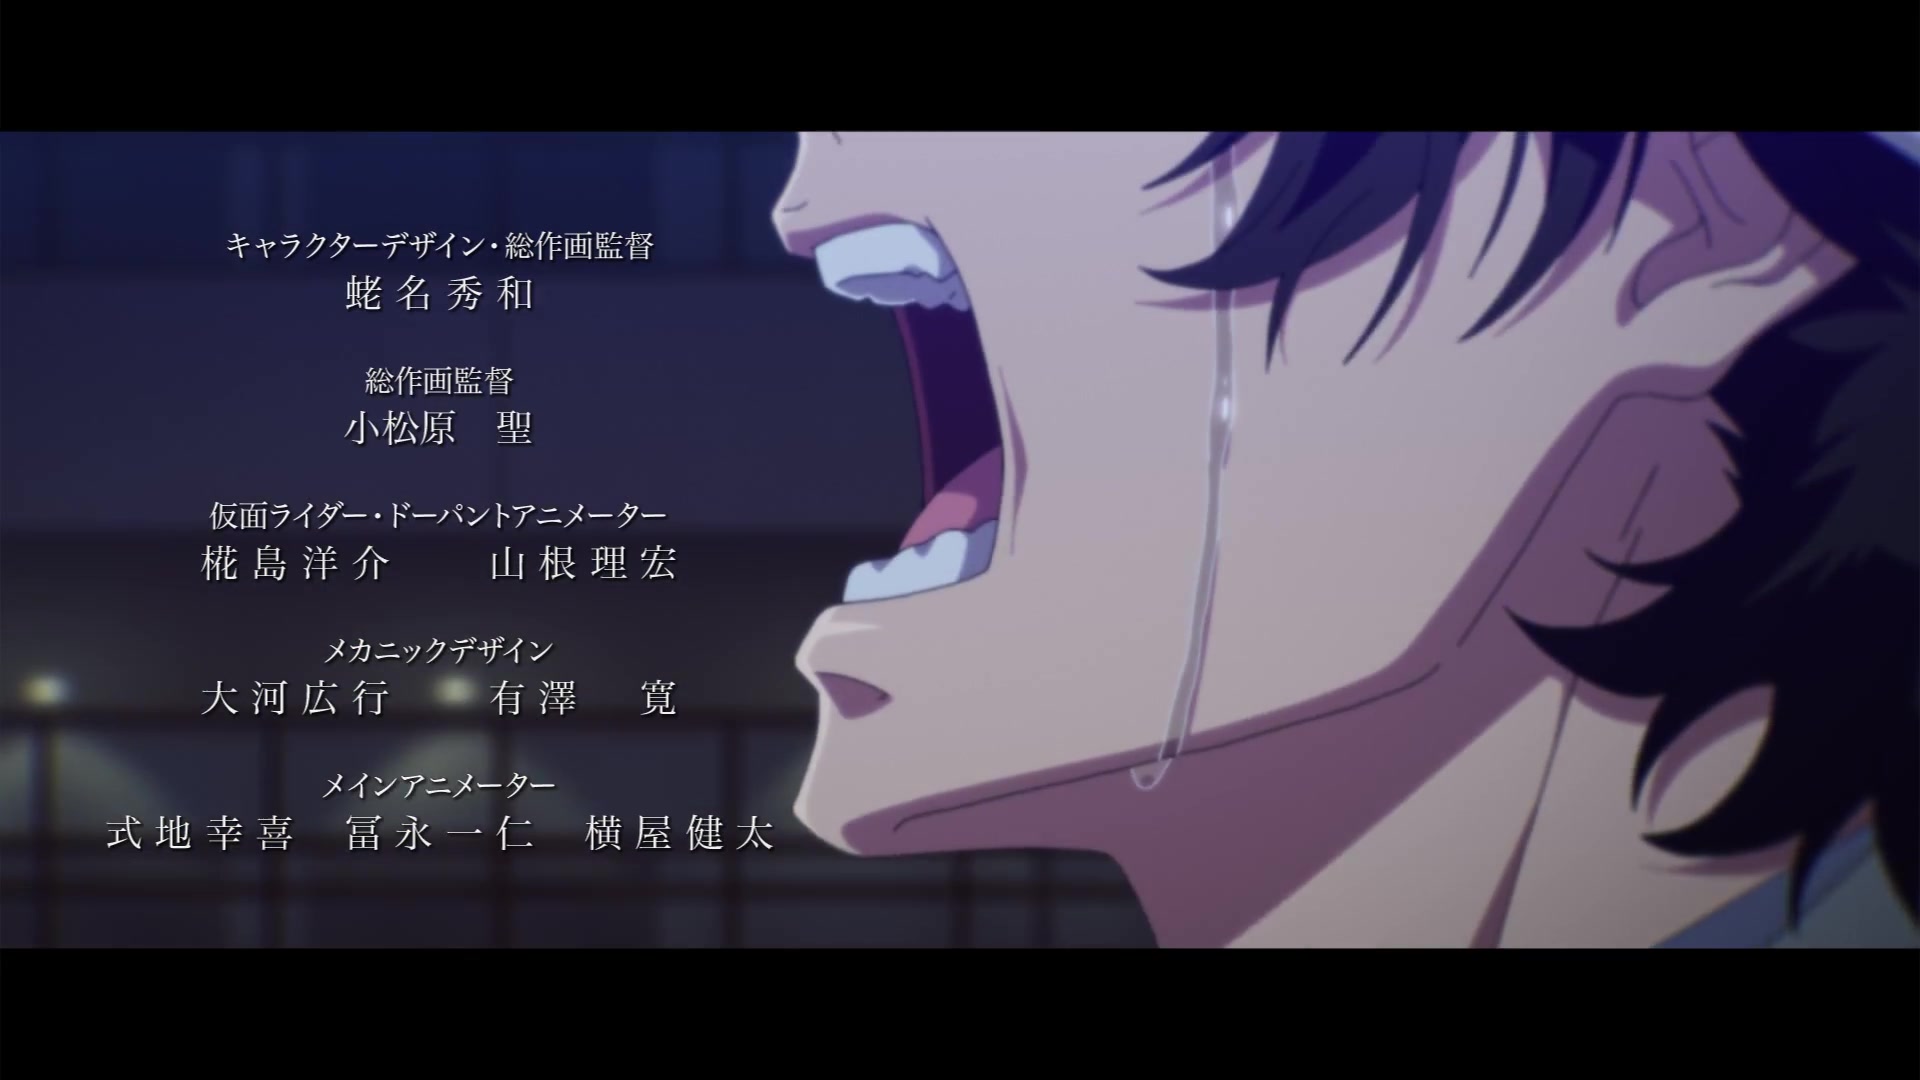 キャラクターデザイン・総作画監督
蛯名秀和
総作画監督
小松原 聖
仮面ライダー・ドーパントアニメーター
椛島洋介 山根理宏
メカニックデザイン
大河広行 有澤 寛
メインアニメーター
式地幸喜 冨永一仁 横屋健太